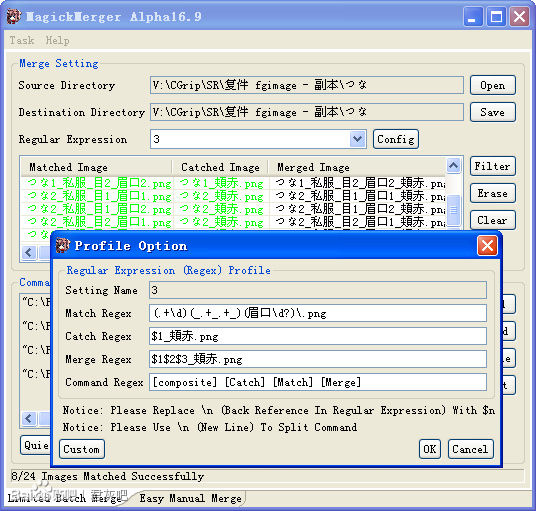 MagickMerger Alpha16.9
Task Help
Merge Setting
Source Directory V:\CGrip\SR\复件 fgimage - 副本\つな Open
Destination Directory V:\CGrip\SR\复件 fgimage - 副本\つな Save
Regular Expression 3 Config
Matched Image Catched Image Merged Image Filter
つな1_私服_目2_眉口2.png つな1_頬赤.png つな1_私服_目2_眉口2_頬赤.pn
つな2_私服_目1_眉口1.png つな2_頬赤.png つな2_私服_目1_眉口1_頬赤.pn Erase
つな2_私服_目1_眉口2.png つな2_頬赤.png つな2_私服_目1_眉口2_頬赤.pn
つな2_私服_目2_眉口1.png つな2_頬赤.png つな2_私服_目2_眉口1_頬赤.pn Clear
Profile Option
Regular Expression (Regex) Profile
Setting Name 3
Match Regex (.+\d)(_.+_.+_)(眉口\d?)\.png
Catch Regex $1_頬赤.png
Merge Regex $1$2$3_頬赤.png
Command Regex [composite] [Catch] [Match] [Merge]
Notice: Please Replace \n (Back Reference In Regular Expression) With $n
Notice: Please Use \n (New Line) To Split Command
Custom OK Cancel
Comma
"C:\F
"C:\F
"C:\F
"C:\F
Quie
8/24 Images Matched Successfully
Limited Batch Merge Easy Manual Merge